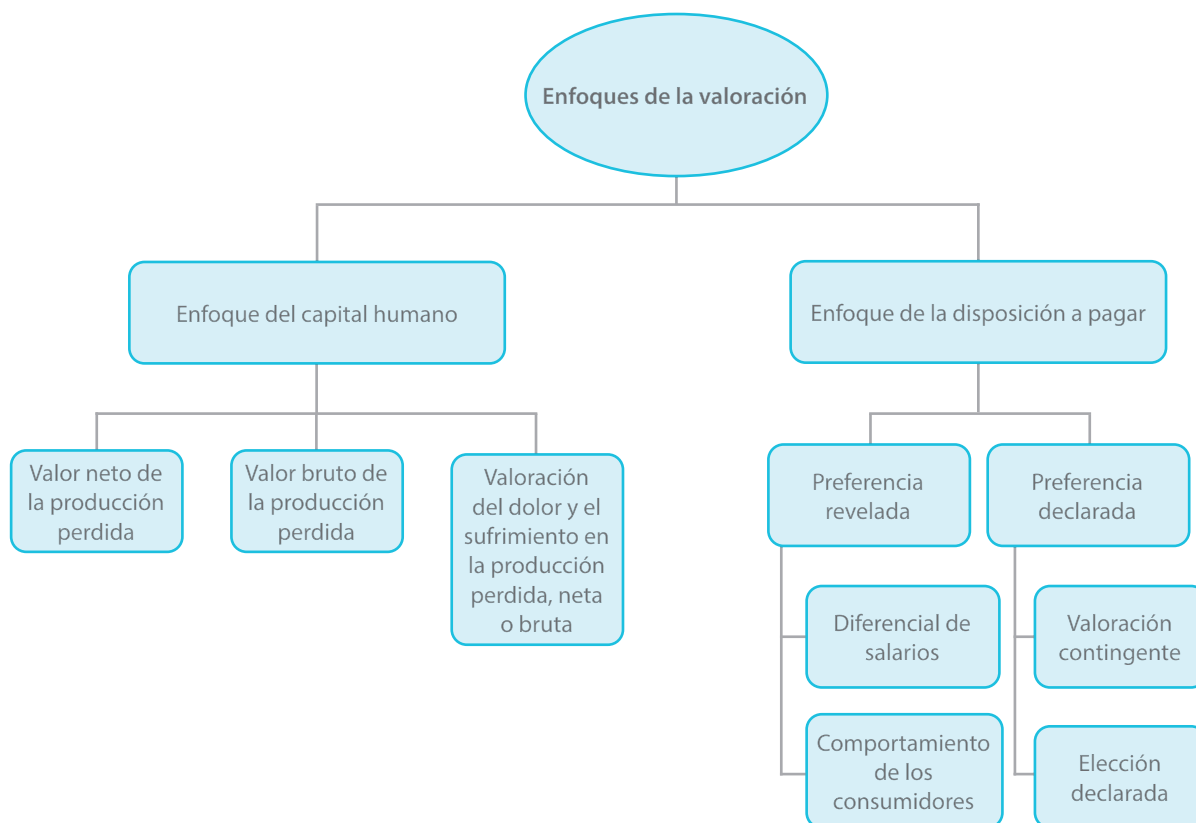 Enfoques de la valoración
Enfoque del capital humano
Enfoque de la disposición a pagar
Valor neto de
la producción
perdida
Valor bruto de
la producción
perdida
Valoración
del dolor y el
sufrimiento en
la producción
perdida, neta
o bruta
Preferencia
revelada
Preferencia
declarada
Diferencial de
salarios
Valoración
contingente
Comportamiento
de los
consumidores
Elección
declarada